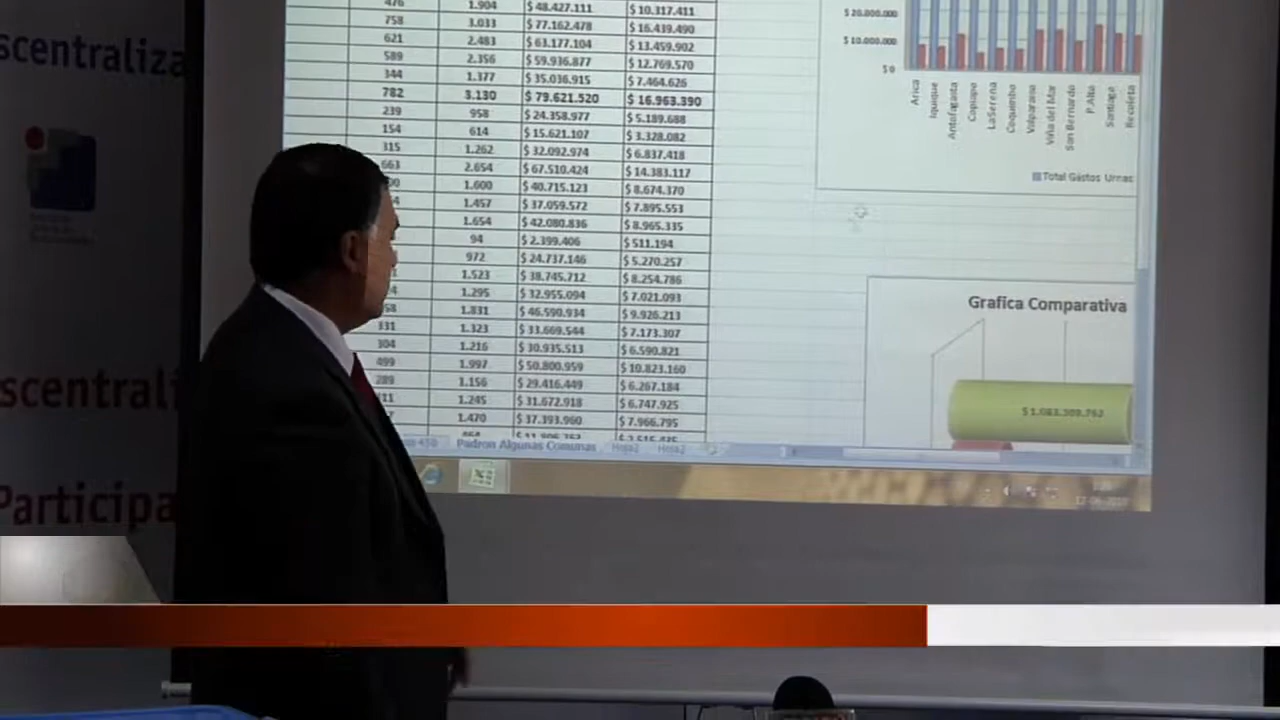 scentraliza
scentrali
Participa
476 1.904 $ 48.427.111 $ 10.317.411
758 3.033 $ 77.162.478 $ 16.439.490
621 2.483 $ 63.177.104 $ 13.459.902
589 2.356 $ 59.936.877 $ 12.769.570
344 1.377 $ 35.036.915 $ 7.464.626
782 3.130 $ 79.621.520 $ 16.963.390
239 958 $ 24.358.977 $ 5.189.688
154 614 $ 15.621.107 $ 3.328.082
315 1.262 $ 32.092.974 $ 6.837.418
663 2.654 $ 67.510.424 $ 14.383.117
1.600 $ 40.715.123 $ 8.674.370
1.457 $ 37.059.572 $ 7.895.553
1.654 $ 42.080.836 $ 8.965.335
94 $ 2.399.406 $ 511.194
972 $ 24.737.146 $ 5.270.257
1.523 $ 38.745.712 $ 8.254.786
1.295 $ 32.955.094 $ 7.021.093
58 1.831 $ 46.590.934 $ 9.926.213
331 1.323 $ 33.669.544 $ 7.173.307
304 1.216 $ 30.935.513 $ 6.590.821
499 1.997 $ 50.800.959 $ 10.823.160
289 1.156 $ 29.416.449 $ 6.267.184
11 1.245 $ 31.672.918 $ 6.747.925
7 1.470 $ 37.393.960 $ 7.966.795
Padron Algunas Comunas Hoja2 Hoja2
$ 20.000.000
$ 10.000.000
$ 0
Arica
Iquique
Antofagasta
Copiapo
LaSerena
Coquimbo
Valparaiso
Viña del Mar
San Bernardo
P.Alta
Santiago
Recoleta
Total Gastos Urnas
Grafica Comparativa